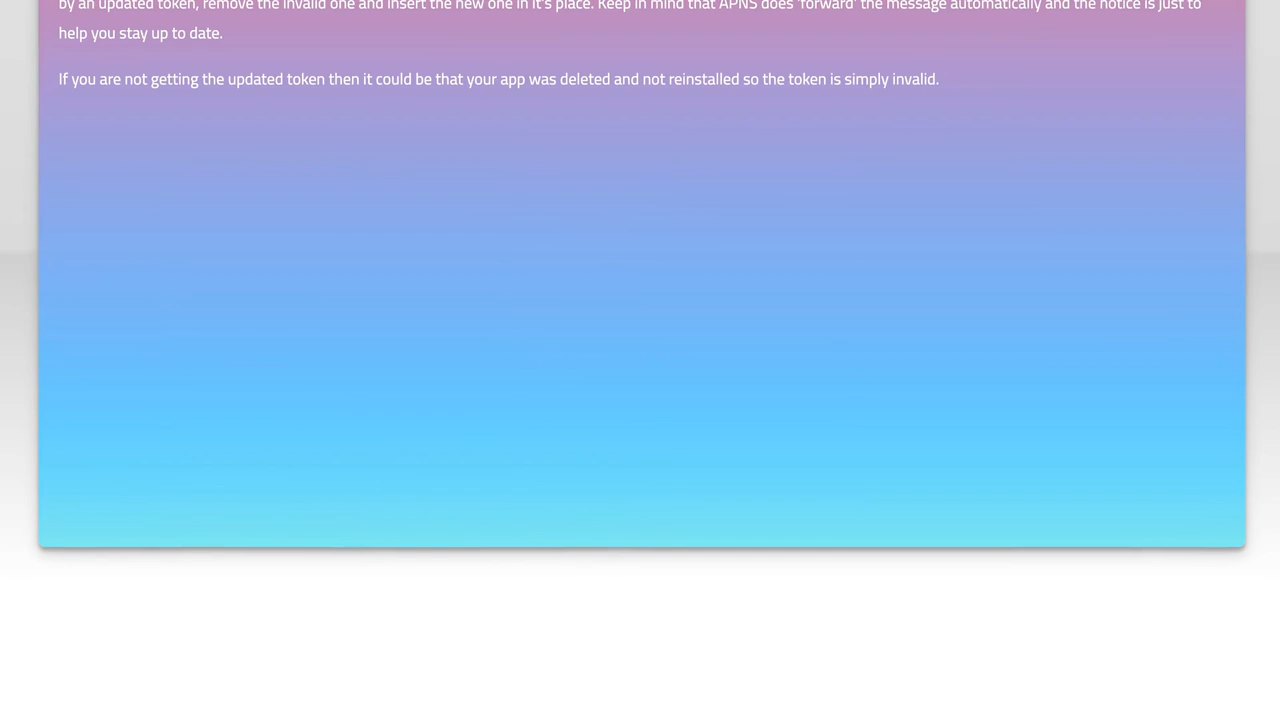 by an updated token, remove the invalid one and insert the new one in it's place. Keep in mind that APNS does 'forward' the message automatically and the notice is just to
help you stay up to date.
If you are not getting the updated token then it could be that your app was deleted and not reinstalled so the token is simply invalid.